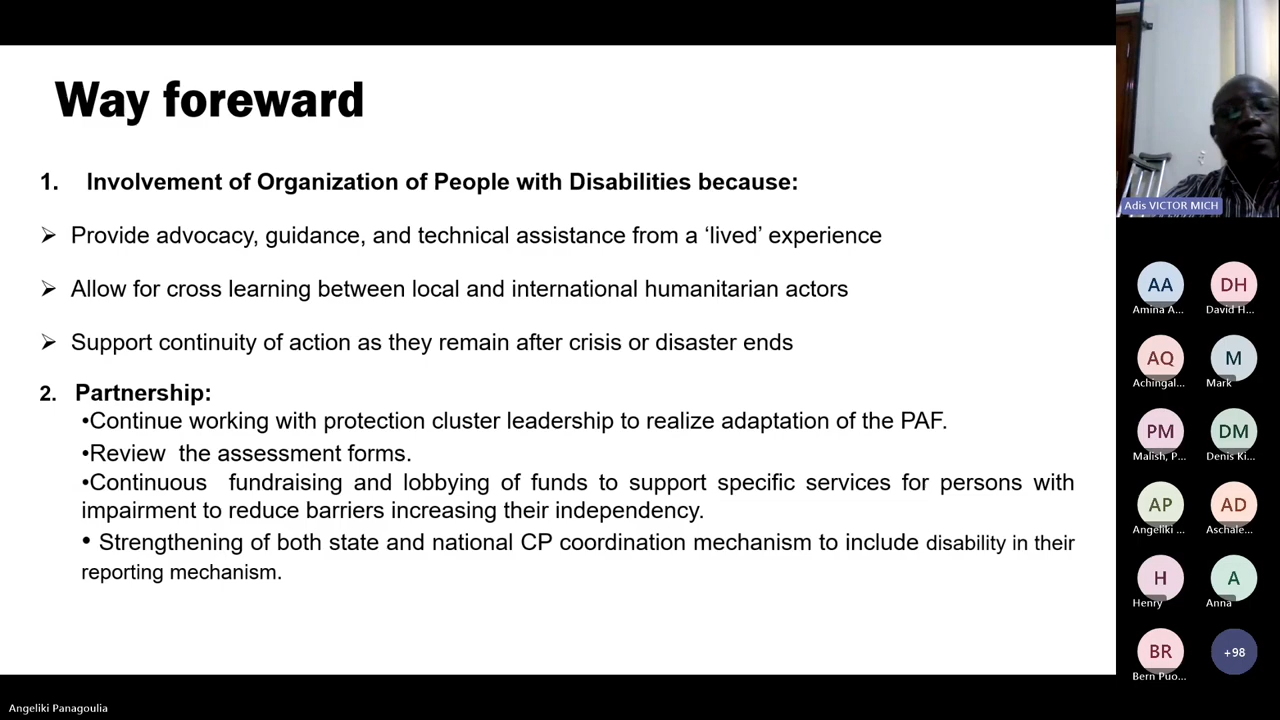 Way foreward
1. Involvement of Organization of People with Disabilities because:
➢ Provide advocacy, guidance, and technical assistance from a ‘lived’ experience
➢ Allow for cross learning between local and international humanitarian actors
➢ Support continuity of action as they remain after crisis or disaster ends
2. Partnership:
•Continue working with protection cluster leadership to realize adaptation of the PAF.
•Review the assessment forms.
•Continuous fundraising and lobbying of funds to support specific services for persons with
impairment to reduce barriers increasing their independency.
• Strengthening of both state and national CP coordination mechanism to include disability in their
reporting mechanism.
Adis VICTOR MICH
AA
DH
Amina A...
David H...
AQ
M
Achingal...
Mark
PM
DM
Malish, P...
Denis Ki...
AP
AD
Angeliki ...
Aschale...
H
A
Henry
Anna
BR
+98
Bern Puo...
Angeliki Panagoulia